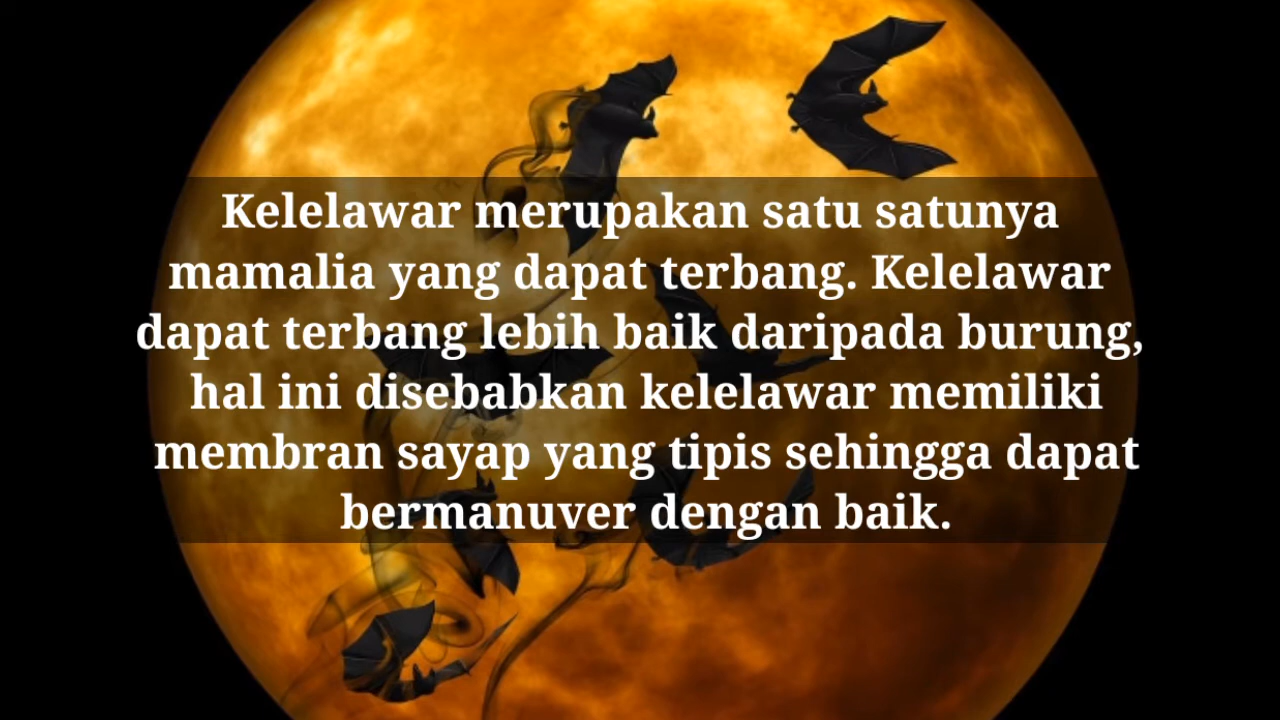 Kelelawar merupakan satu satunya
mamalia yang dapat terbang. Kelelawar
dapat terbang lebih baik daripada burung,
hal ini disebabkan kelelawar memiliki
membran sayap yang tipis sehingga dapat
bermanuver dengan baik.